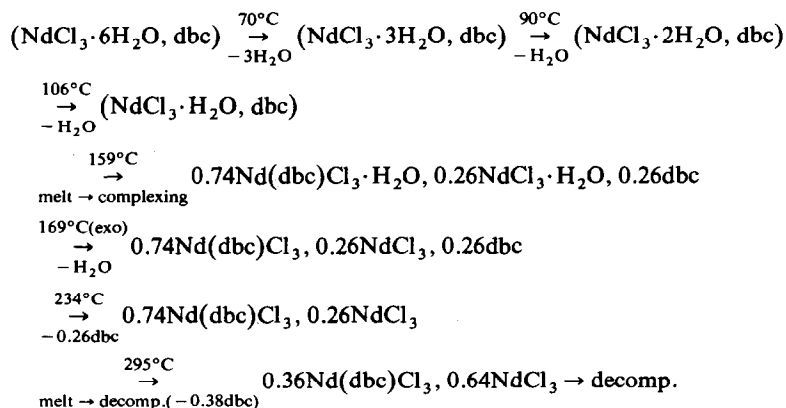 70°C 90°C
(NdCl₃·6H₂O, dbc) → (NdCl₃·3H₂O, dbc) → (NdCl₃·2H₂O, dbc)
−3H₂O −H₂O
106°C
→ (NdCl₃·H₂O, dbc)
−H₂O
159°C
→ 0.74Nd(dbc)Cl₃·H₂O, 0.26NdCl₃·H₂O, 0.26dbc
melt → complexing
169°C(exo)
→ 0.74Nd(dbc)Cl₃, 0.26NdCl₃, 0.26dbc
−H₂O
234°C
→ 0.74Nd(dbc)Cl₃, 0.26NdCl₃
−0.26dbc
295°C
→ 0.36Nd(dbc)Cl₃, 0.64NdCl₃ → decomp.
melt → decomp.(−0.38dbc)